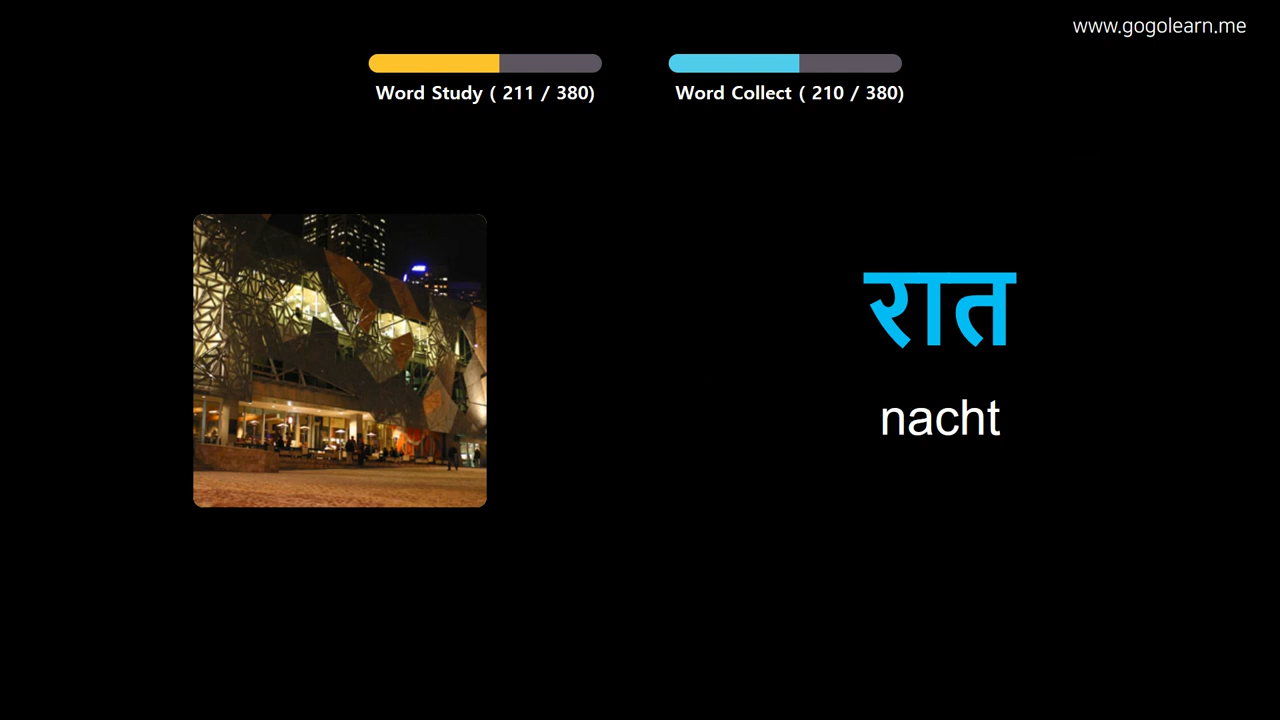 www.gogolearn.me
Word Study ( 211 / 380)
Word Collect ( 210 / 380)
रात
nacht